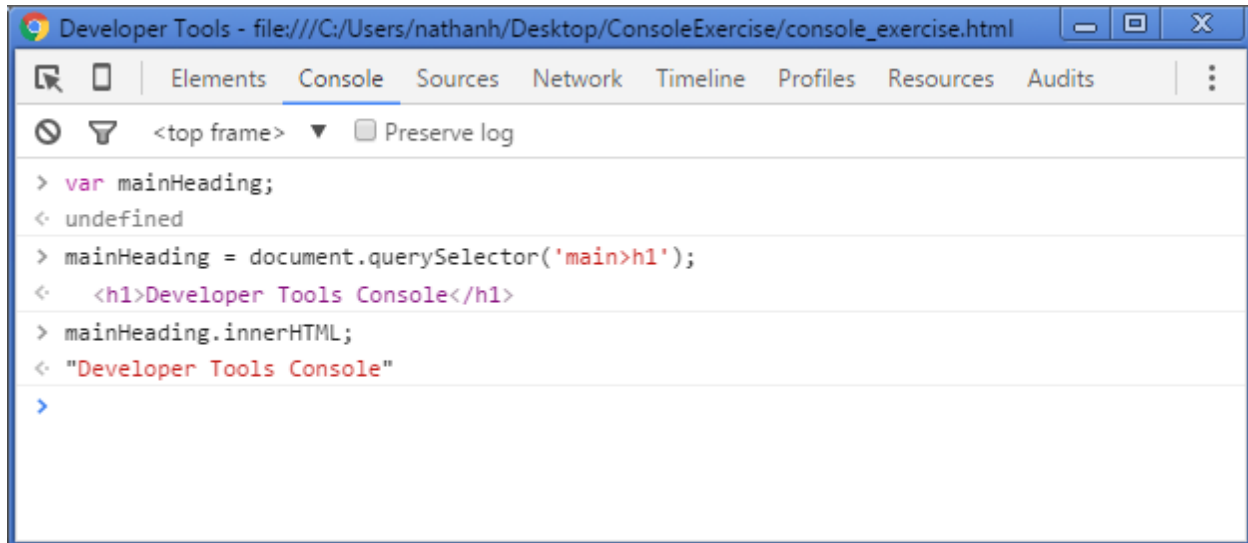 Developer Tools - file:///C:/Users/nathanh/Desktop/ConsoleExercise/console_exercise.html
Elements Console Sources Network Timeline Profiles Resources Audits
<top frame> ▼ Preserve log
> var mainHeading;
< undefined
> mainHeading = document.querySelector('main>h1');
< <h1>Developer Tools Console</h1>
> mainHeading.innerHTML;
< "Developer Tools Console"
>